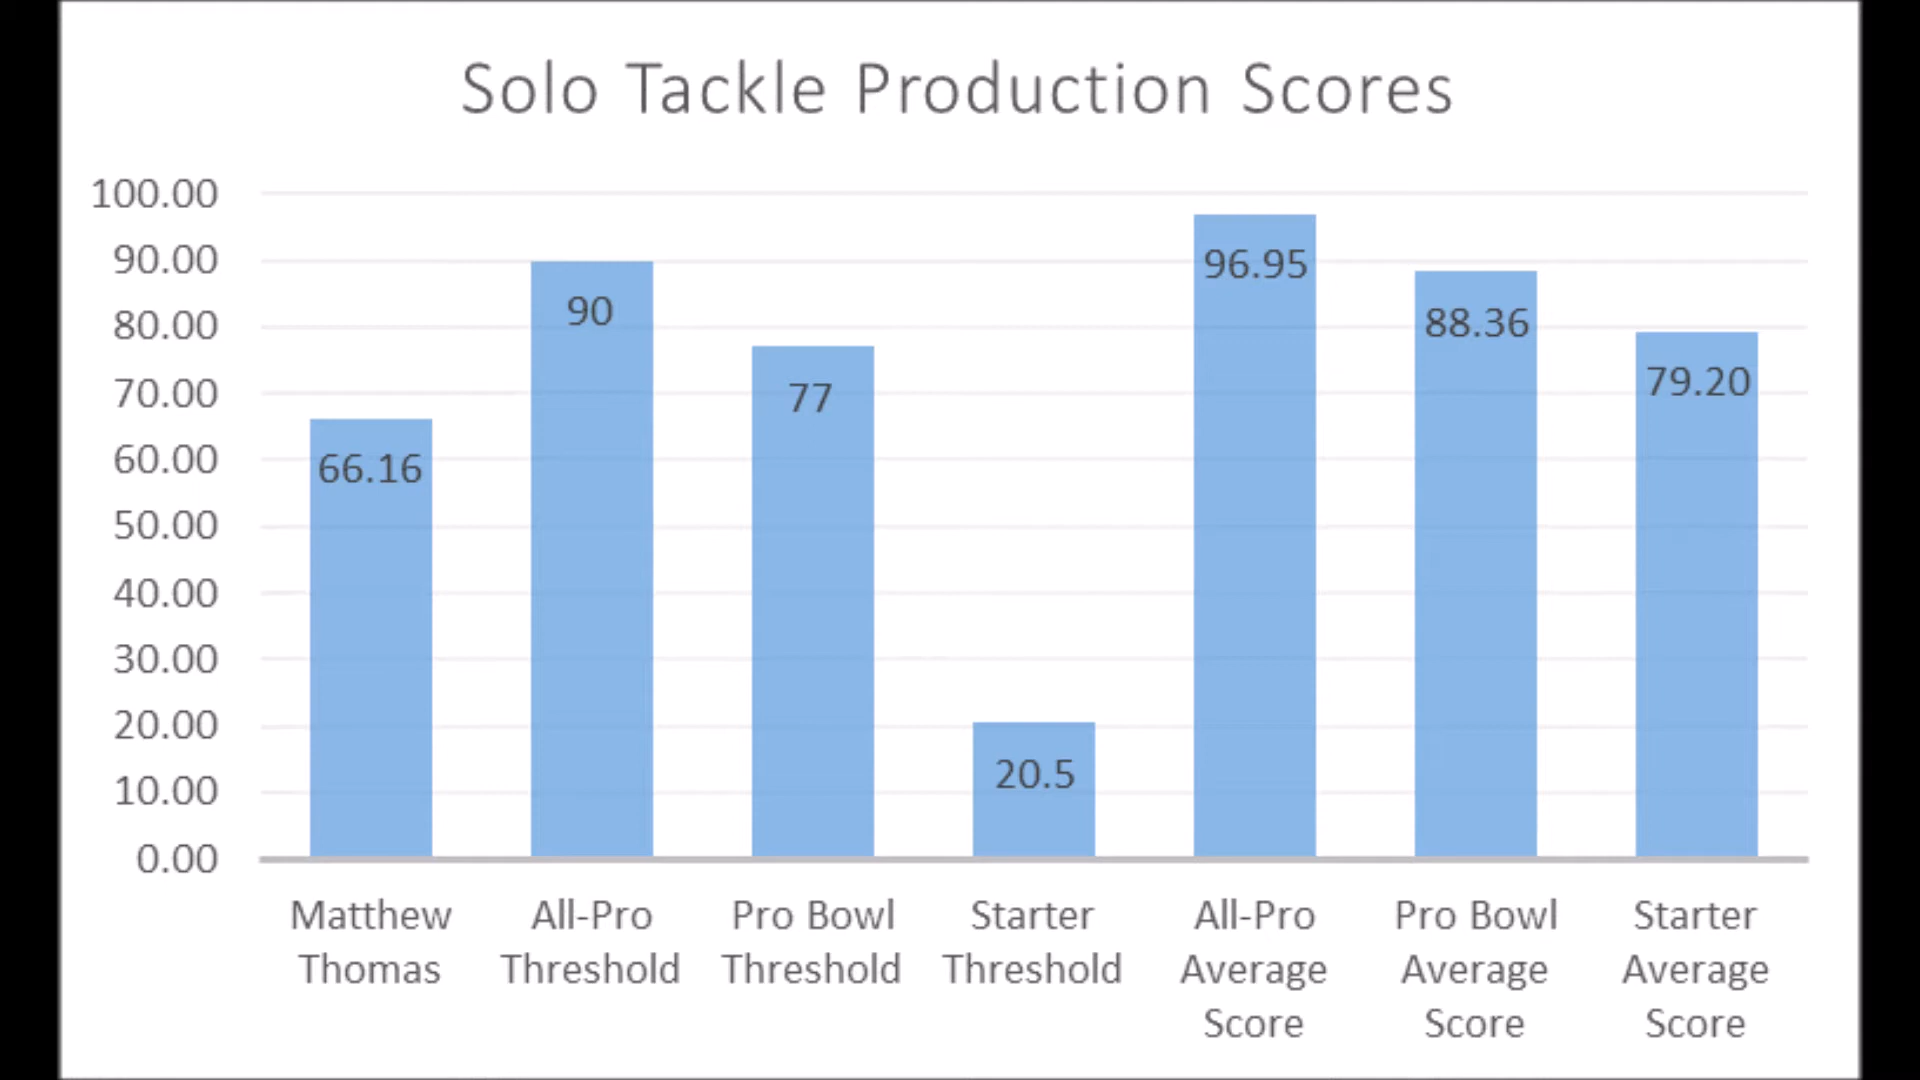 Solo Tackle Production Scores
100.00
90.00
80.00
70.00
60.00
50.00
40.00
30.00
20.00
10.00
0.00
66.16
90
77
20.5
96.95
88.36
79.20
Matthew
Thomas
All-Pro
Threshold
Pro Bowl
Threshold
Starter
Threshold
All-Pro
Average
Score
Pro Bowl
Average
Score
Starter
Average
Score